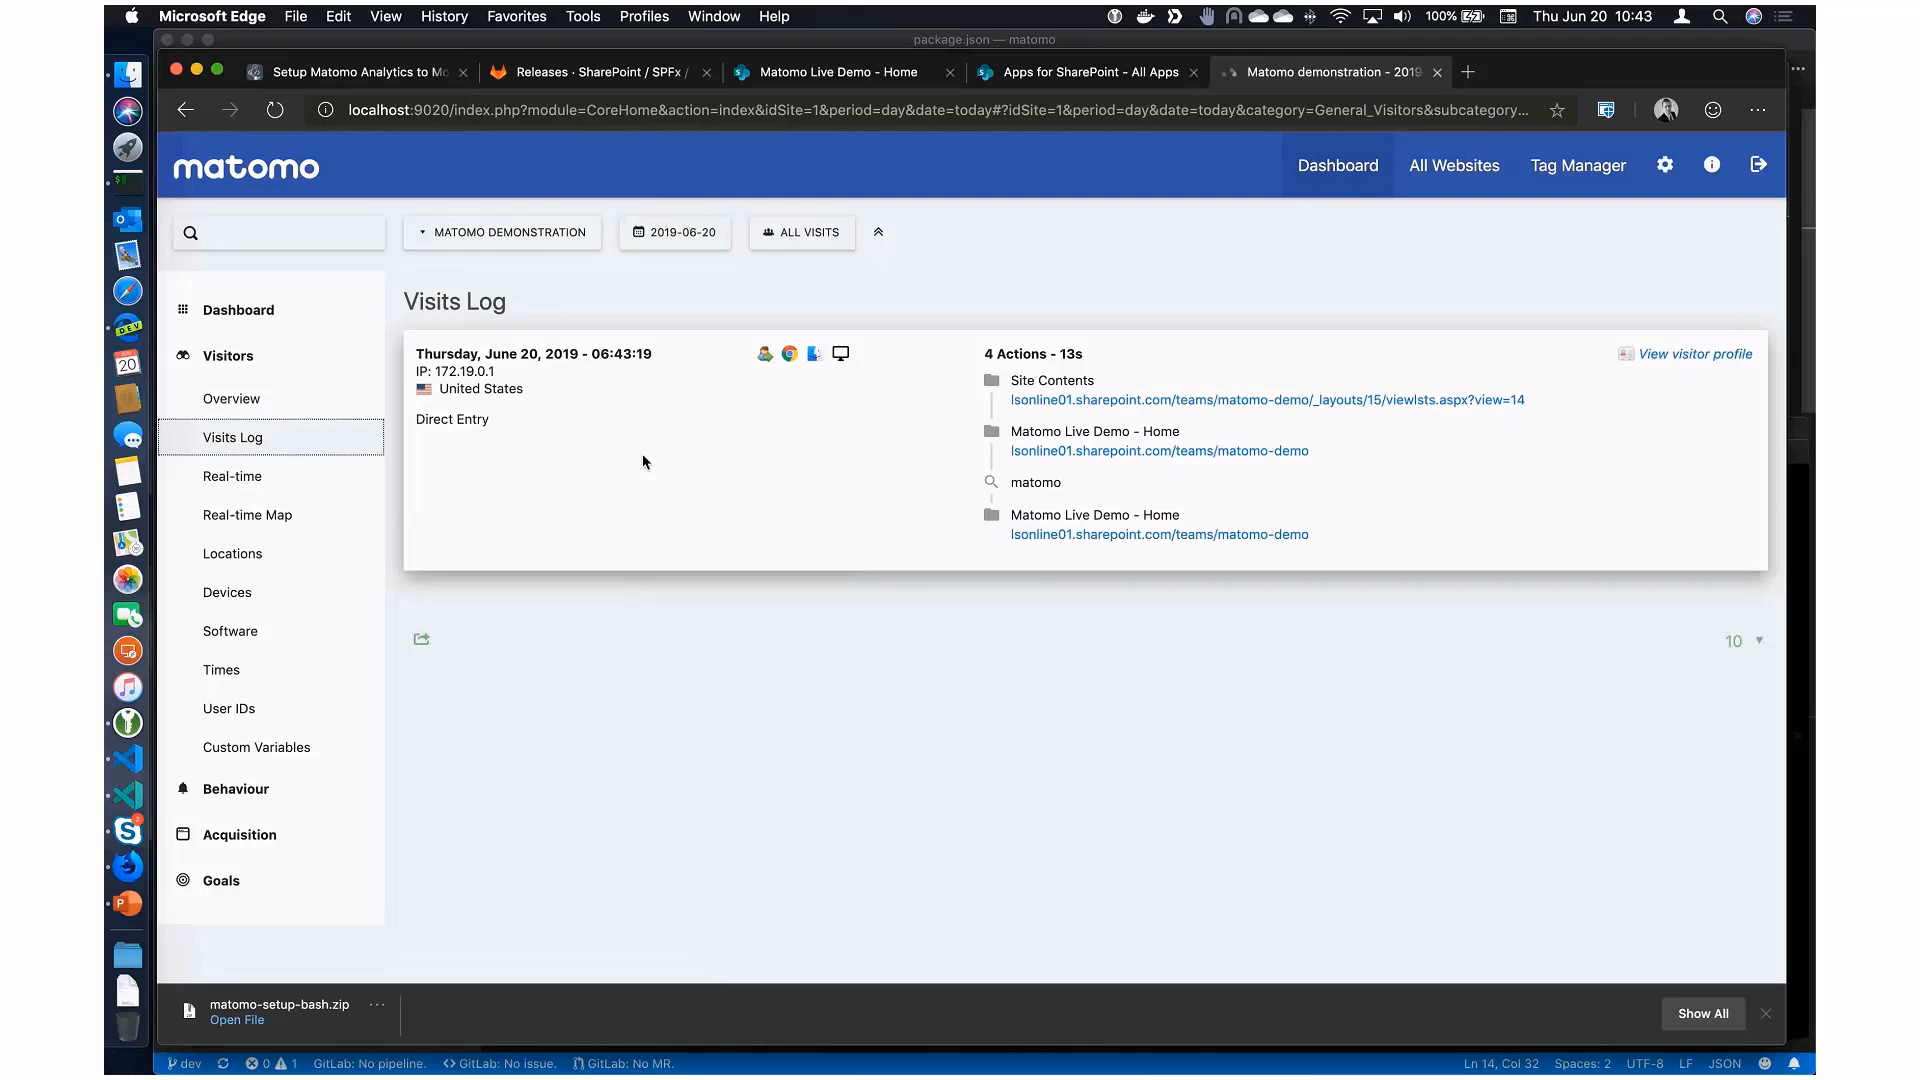 Microsoft Edge File Edit View History Favorites Tools Profiles Window Help 100% Thu Jun 20 10:43
package.json — matomo
Setup Matomo Analytics to Mo
Releases · SharePoint / SPFx /
Matomo Live Demo - Home
Apps for SharePoint - All Apps
Matomo demonstration - 2019
localhost:9020/index.php?module=CoreHome&action=index&idSite=1&period=day&date=today#?idSite=1&period=day&date=today&category=General_Visitors&subcategory...
matomo
Dashboard
All Websites
Tag Manager
MATOMO DEMONSTRATION
2019-06-20
ALL VISITS
Dashboard
Visitors
Overview
Visits Log
Real-time
Real-time Map
Locations
Devices
Software
Times
User IDs
Custom Variables
Behaviour
Acquisition
Goals
Visits Log
Thursday, June 20, 2019 - 06:43:19
IP: 172.19.0.1
United States
Direct Entry
4 Actions - 13s
View visitor profile
Site Contents
lsonline01.sharepoint.com/teams/matomo-demo/_layouts/15/viewlsts.aspx?view=14
Matomo Live Demo - Home
lsonline01.sharepoint.com/teams/matomo-demo
matomo
Matomo Live Demo - Home
lsonline01.sharepoint.com/teams/matomo-demo
10
matomo-setup-bash.zip
Open File
Show All
dev 0 1 GitLab: No pipeline. GitLab: No issue. GitLab: No MR. Ln 14, Col 32 Spaces: 2 UTF-8 LF JSON
DEV
20
2